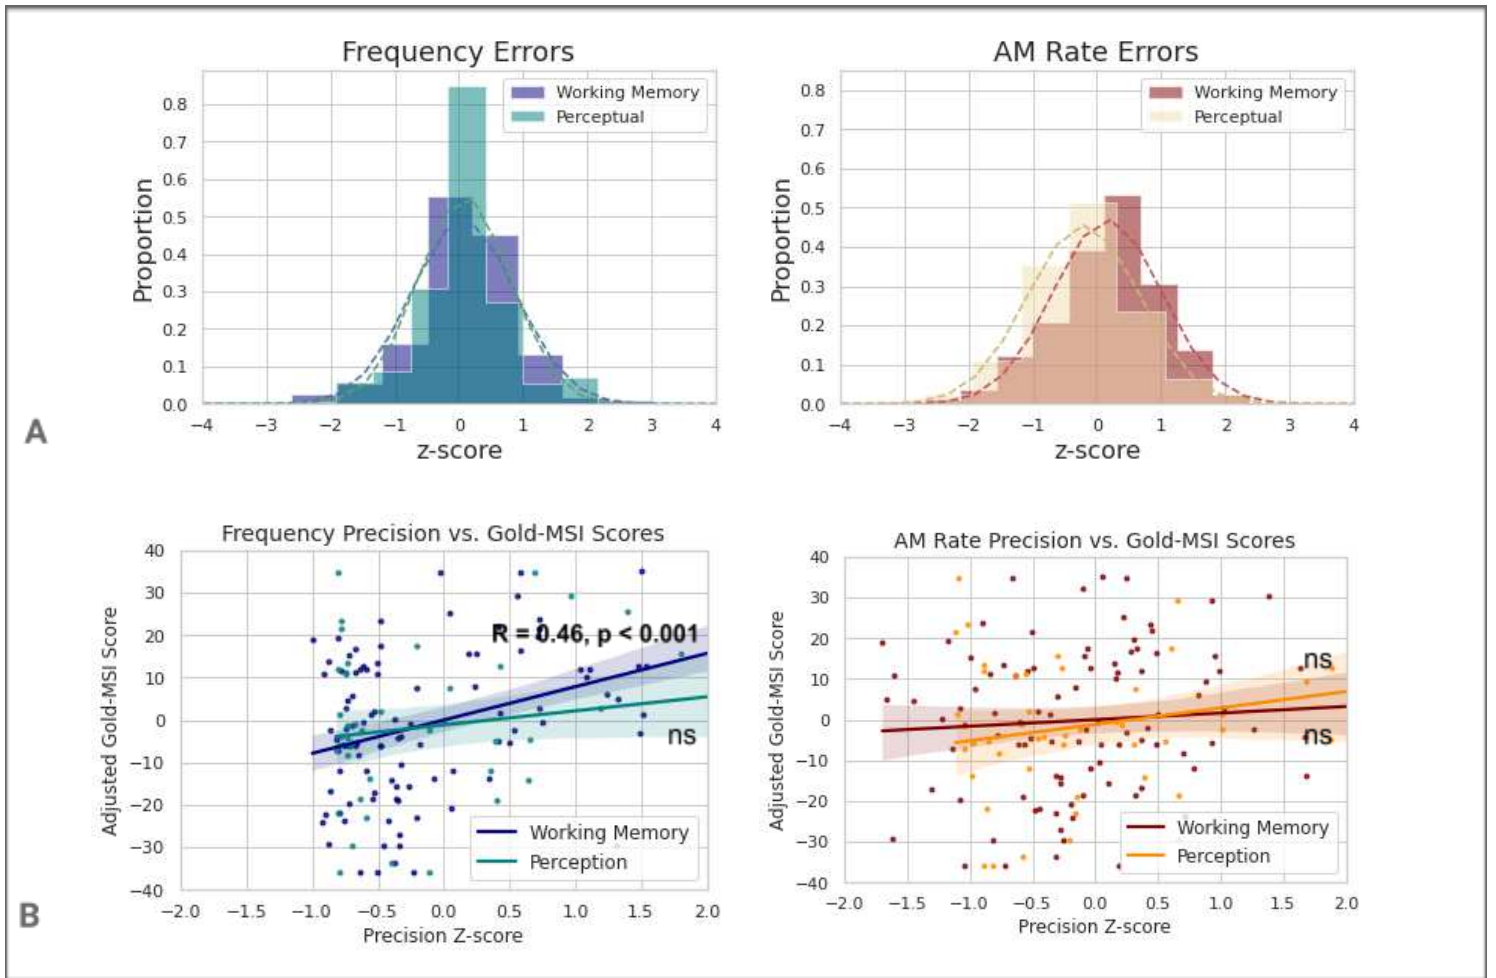 Frequency Errors
Working Memory
Perceptual
0.8
0.7
0.6
0.5
0.4
0.3
0.2
0.1
0.0
Proportion
−4 −3 −2 −1 0 1 2 3 4
z-score
AM Rate Errors
Working Memory
Perceptual
0.8
0.7
0.6
0.5
0.4
0.3
0.2
0.1
0.0
Proportion
−4 −3 −2 −1 0 1 2 3 4
z-score
A
Frequency Precision vs. Gold-MSI Scores
40
30
20
10
0
−10
−20
−30
−40
Adjusted Gold-MSI Score
R = 0.46, p < 0.001
ns
Working Memory
Perception
−2.0 −1.5 −1.0 −0.5 0.0 0.5 1.0 1.5 2.0
Precision Z-score
AM Rate Precision vs. Gold-MSI Scores
40
30
20
10
0
−10
−20
−30
−40
Adjusted Gold-MSI Score
ns
ns
Working Memory
Perception
−2.0 −1.5 −1.0 −0.5 0.0 0.5 1.0 1.5 2.0
Precision Z-score
B